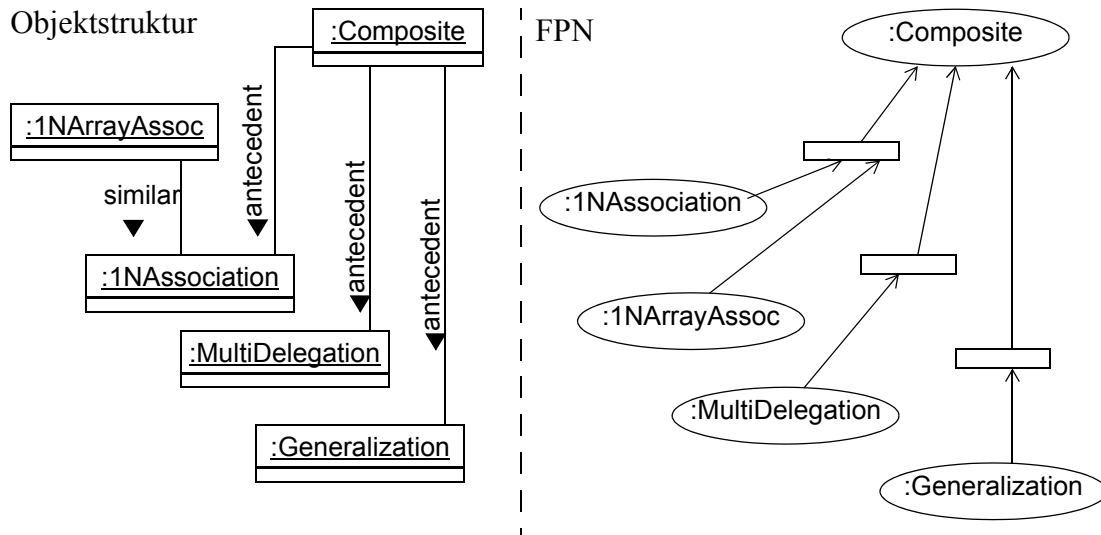 Objektstruktur
:Composite
:1NArrayAssoc
similar
antecedent
antecedent
antecedent
:1NAssociation
:MultiDelegation
:Generalization
FPN
:Composite
:1NAssociation
:1NArrayAssoc
:MultiDelegation
:Generalization